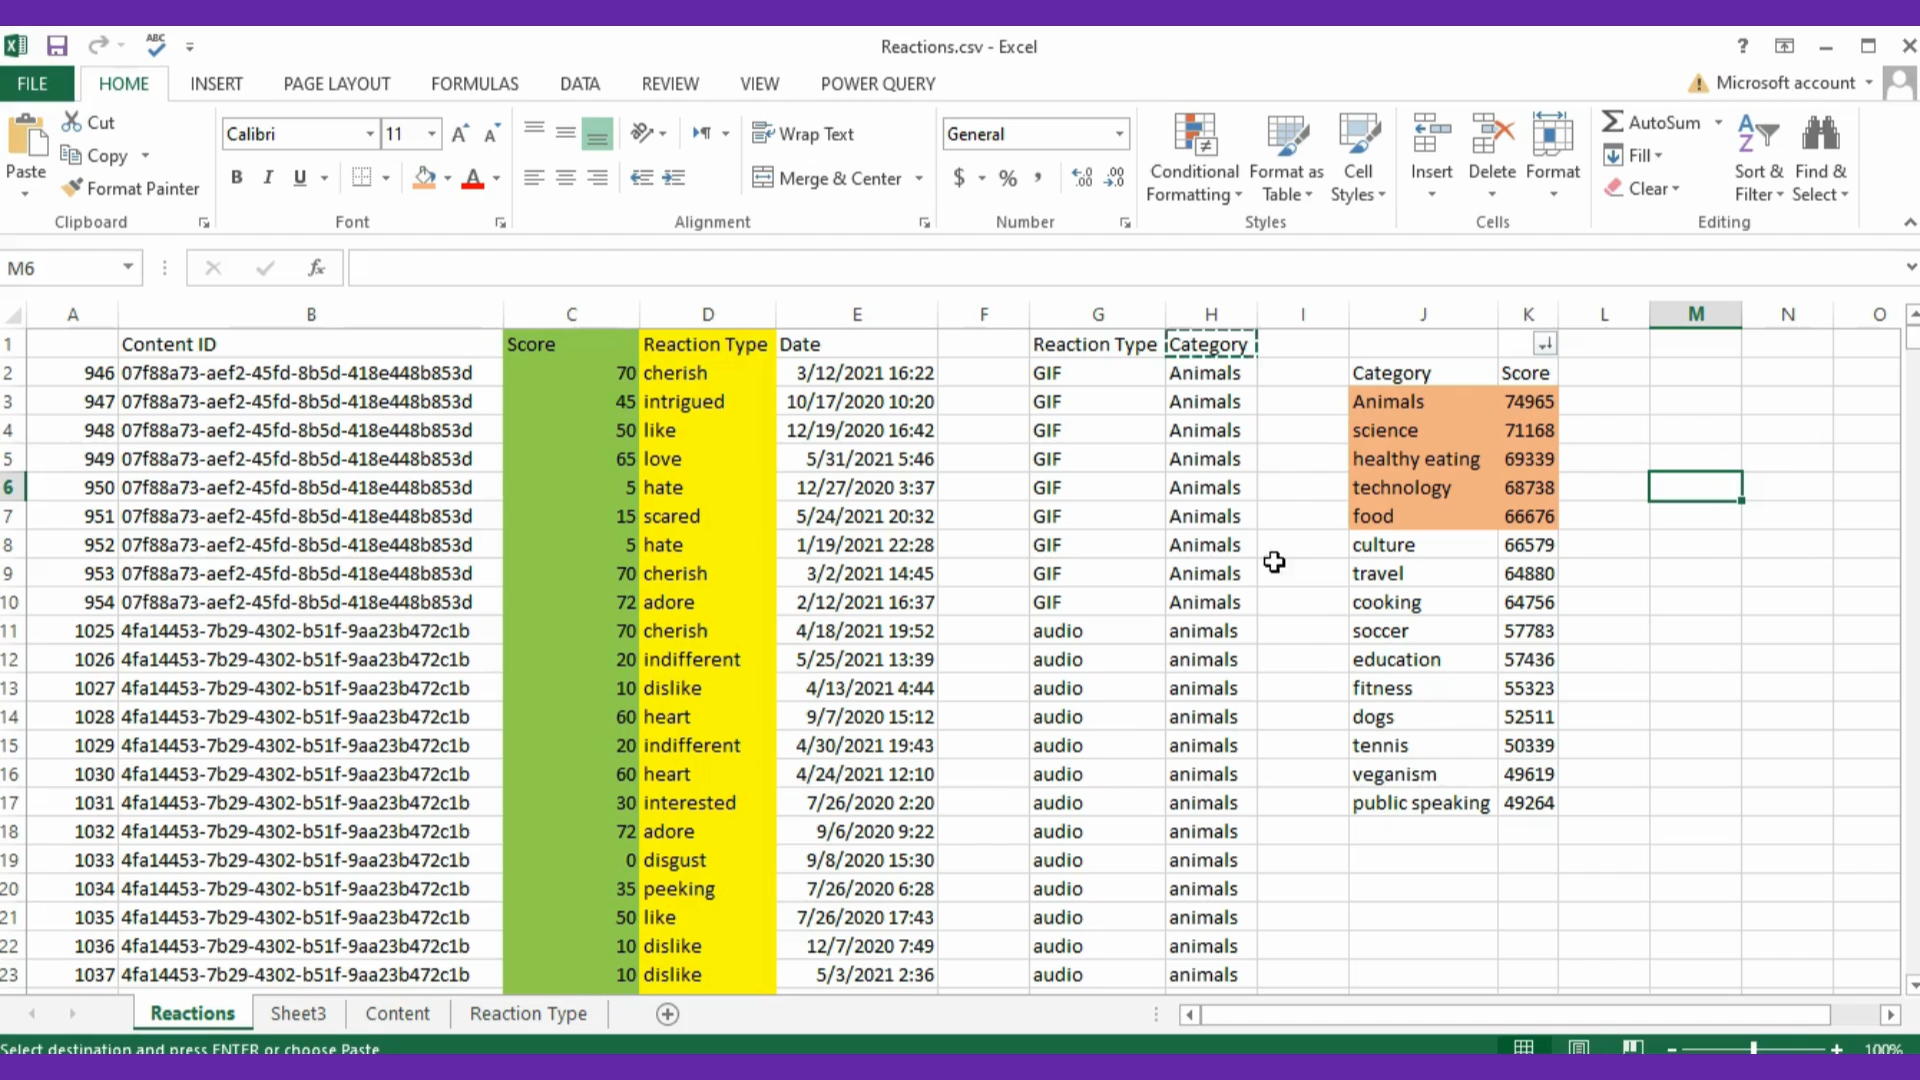 Reactions.csv - Excel
?
FILE HOME INSERT PAGE LAYOUT FORMULAS DATA REVIEW VIEW POWER QUERY Microsoft account
Paste Cut Copy Format Painter Clipboard
Calibri 11 A A B I U A Font
Wrap Text Merge & Center Alignment
General $ % , Number
Conditional Formatting Format as Table Cell Styles Styles
Insert Delete Format Cells
AutoSum Fill Clear Sort & Filter Find & Select Editing
M6 fx
A B C D E F G H I J K L M N O
1 Content ID Score Reaction Type Date Reaction Type Category
2 946 07f88a73-aef2-45fd-8b5d-418e448b853d 70 cherish 3/12/2021 16:22 GIF Animals Category Score
3 947 07f88a73-aef2-45fd-8b5d-418e448b853d 45 intrigued 10/17/2020 10:20 GIF Animals Animals 74965
4 948 07f88a73-aef2-45fd-8b5d-418e448b853d 50 like 12/19/2020 16:42 GIF Animals science 71168
5 949 07f88a73-aef2-45fd-8b5d-418e448b853d 65 love 5/31/2021 5:46 GIF Animals healthy eating 69339
6 950 07f88a73-aef2-45fd-8b5d-418e448b853d 5 hate 12/27/2020 3:37 GIF Animals technology 68738
7 951 07f88a73-aef2-45fd-8b5d-418e448b853d 15 scared 5/24/2021 20:32 GIF Animals food 66676
8 952 07f88a73-aef2-45fd-8b5d-418e448b853d 5 hate 1/19/2021 22:28 GIF Animals culture 66579
9 953 07f88a73-aef2-45fd-8b5d-418e448b853d 70 cherish 3/2/2021 14:45 GIF Animals travel 64880
10 954 07f88a73-aef2-45fd-8b5d-418e448b853d 72 adore 2/12/2021 16:37 GIF Animals cooking 64756
11 1025 4fa14453-7b29-4302-b51f-9aa23b472c1b 70 cherish 4/18/2021 19:52 audio animals soccer 57783
12 1026 4fa14453-7b29-4302-b51f-9aa23b472c1b 20 indifferent 5/25/2021 13:39 audio animals education 57436
13 1027 4fa14453-7b29-4302-b51f-9aa23b472c1b 10 dislike 4/13/2021 4:44 audio animals fitness 55323
14 1028 4fa14453-7b29-4302-b51f-9aa23b472c1b 60 heart 9/7/2020 15:12 audio animals dogs 52511
15 1029 4fa14453-7b29-4302-b51f-9aa23b472c1b 20 indifferent 4/30/2021 19:43 audio animals tennis 50339
16 1030 4fa14453-7b29-4302-b51f-9aa23b472c1b 60 heart 4/24/2021 12:10 audio animals veganism 49619
17 1031 4fa14453-7b29-4302-b51f-9aa23b472c1b 30 interested 7/26/2020 2:20 audio animals public speaking 49264
18 1032 4fa14453-7b29-4302-b51f-9aa23b472c1b 72 adore 9/6/2020 9:22 audio animals
19 1033 4fa14453-7b29-4302-b51f-9aa23b472c1b 0 disgust 9/8/2020 15:30 audio animals
20 1034 4fa14453-7b29-4302-b51f-9aa23b472c1b 35 peeking 7/26/2020 6:28 audio animals
21 1035 4fa14453-7b29-4302-b51f-9aa23b472c1b 50 like 7/26/2020 17:43 audio animals
22 1036 4fa14453-7b29-4302-b51f-9aa23b472c1b 10 dislike 12/7/2020 7:49 audio animals
23 1037 4fa14453-7b29-4302-b51f-9aa23b472c1b 10 dislike 5/3/2021 2:36 audio animals
Reactions Sheet3 Content Reaction Type
Select destination and press ENTER or choose Paste 100%